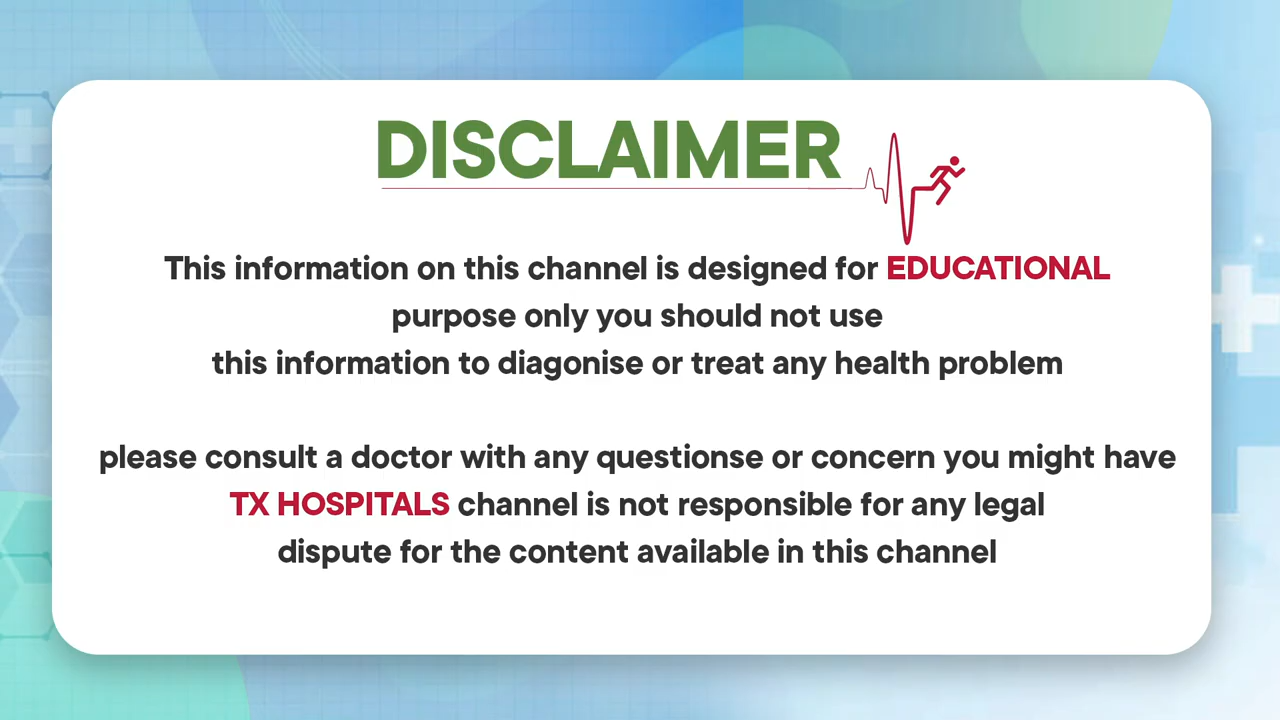 DISCLAIMER
This information on this channel is designed for EDUCATIONAL
purpose only you should not use
this information to diagonise or treat any health problem
please consult a doctor with any questionse or concern you might have
TX HOSPITALS channel is not responsible for any legal
dispute for the content available in this channel